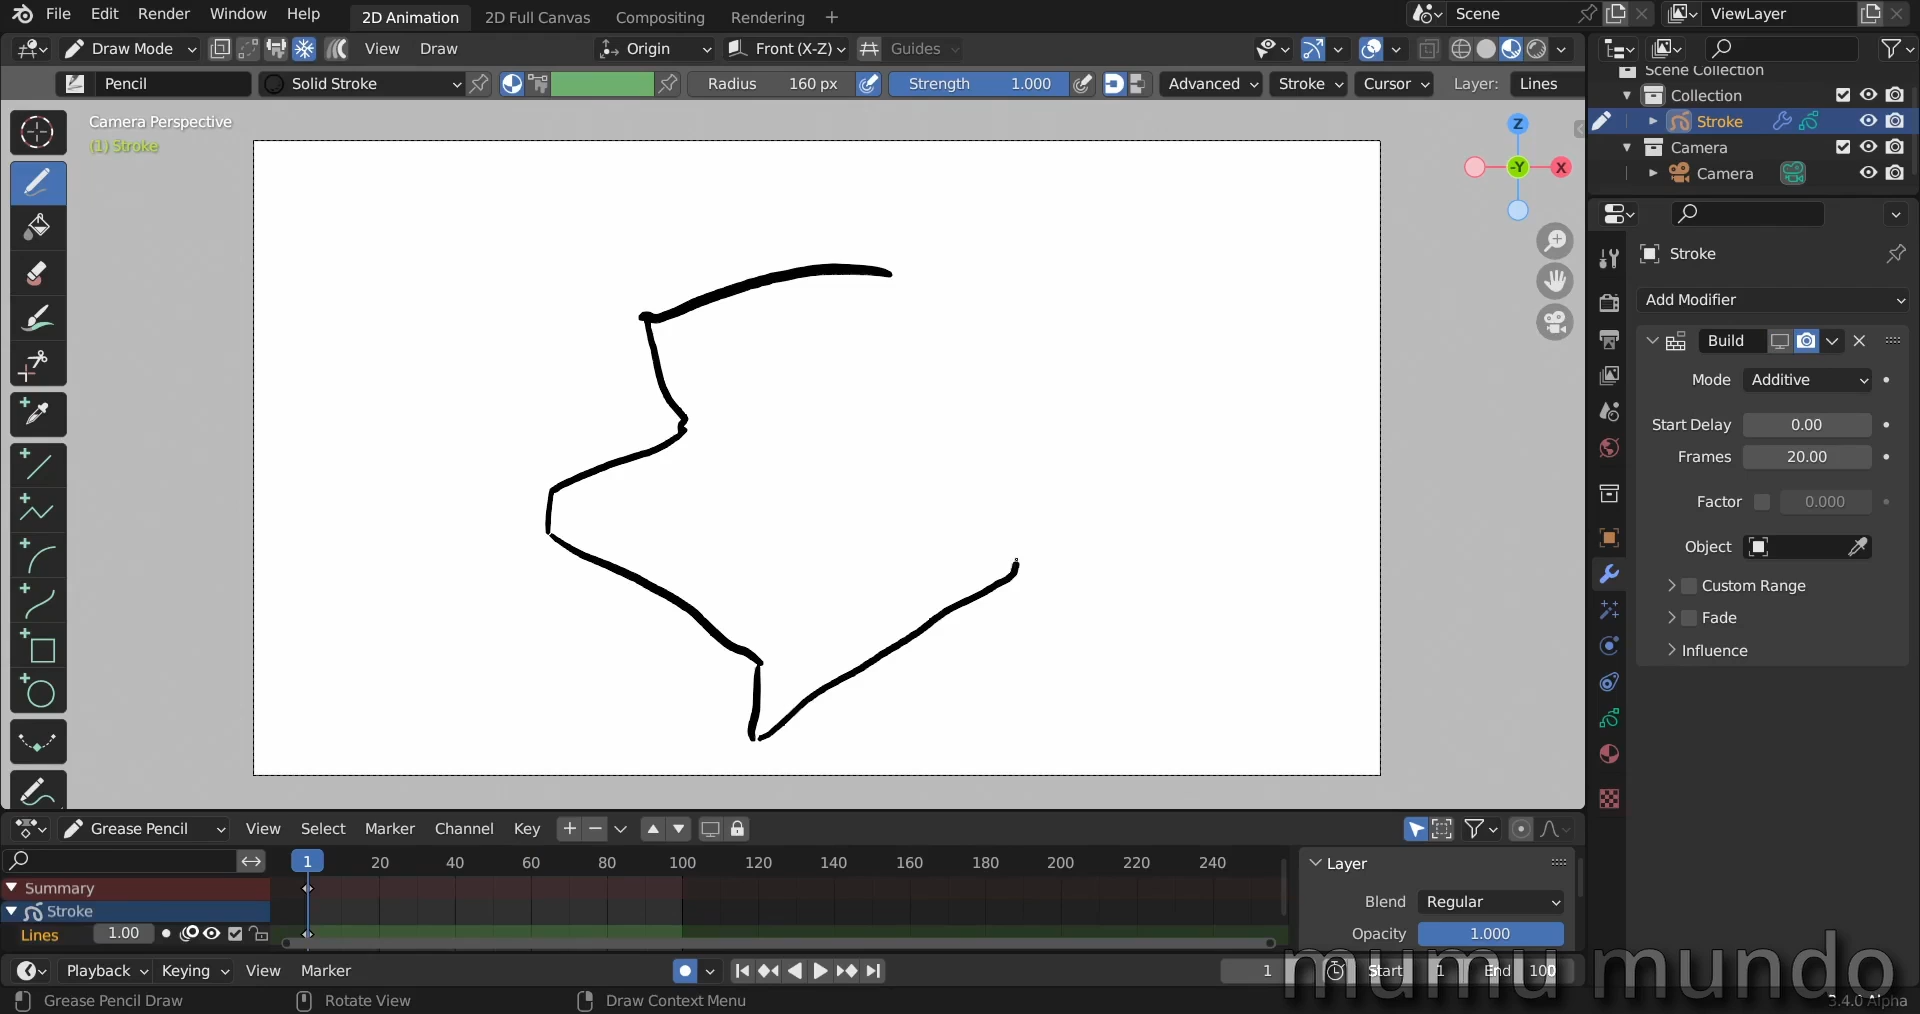 File Edit Render Window Help 2D Animation 2D Full Canvas Compositing Rendering + Scene ViewLayer
Draw Mode View Draw Origin Front (X-Z) Guides
Pencil Solid Stroke Radius 160 px Strength 1.000 Advanced Stroke Cursor Layer: Lines
Camera Perspective
(1) Stroke
Z
-Y X
Scene Collection
Collection
Stroke
Camera
Camera
Stroke
Add Modifier
Build
Mode Additive
Start Delay 0.00
Frames 20.00
Factor 0.000
Object
Custom Range
Fade
Influence
Grease Pencil View Select Marker Channel Key
1 20 40 60 80 100 120 140 160 180 200 220 240
Summary
Stroke
Lines 1.00
Layer
Blend Regular
Opacity 1.000
Playback Keying View Marker 1 Start 1 End 100
mumu mundo
Grease Pencil Draw Rotate View Draw Context Menu 3.4.0 Alpha